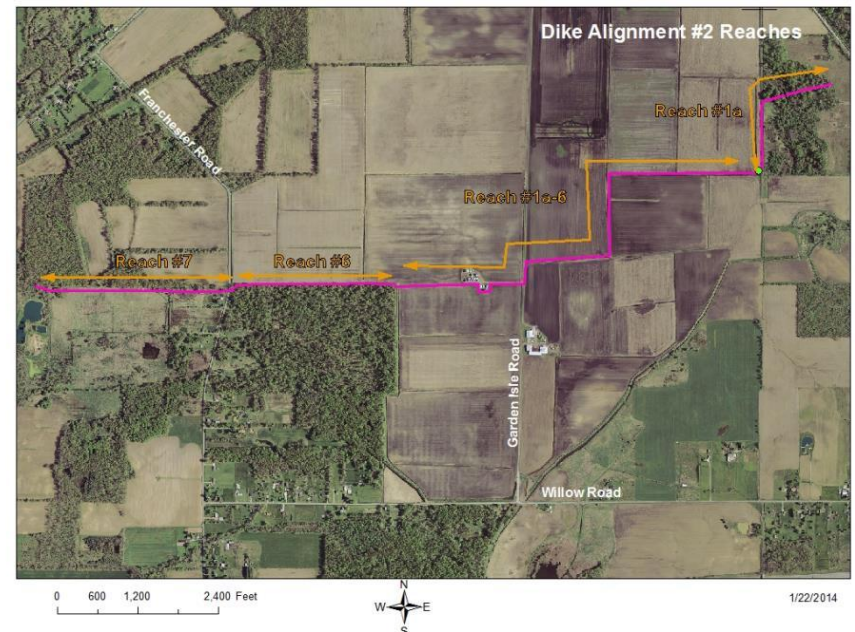 Dike Alignment #2 Reaches
Reach #1a
Franchester Road
Reach #1a-6
Reach #7
Reach #6
Garden Isle Road
Willow Road
0 600 1,200 2,400 Feet
N
W E
S
1/22/2014